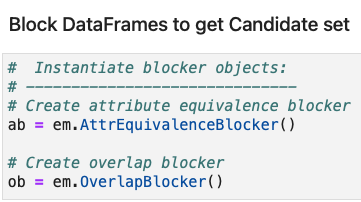 Block DataFrames to get Candidate set
#  Instantiate blocker objects:
# ------------------------------
# Create attribute equivalence blocker
ab = em.AttrEquivalenceBlocker()
# Create overlap blocker
ob = em.OverlapBlocker()